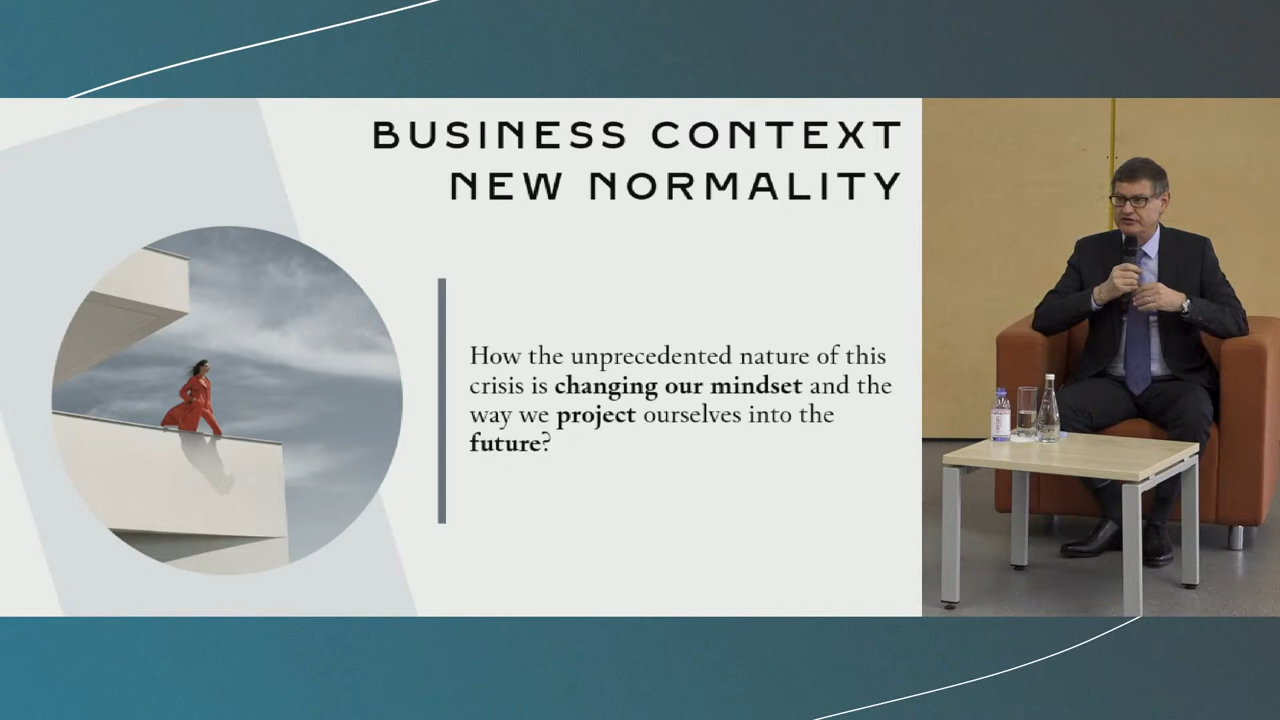 BUSINESS CONTEXT
NEW NORMALITY
How the unprecedented nature of this
crisis is changing our mindset and the
way we project ourselves into the
future?